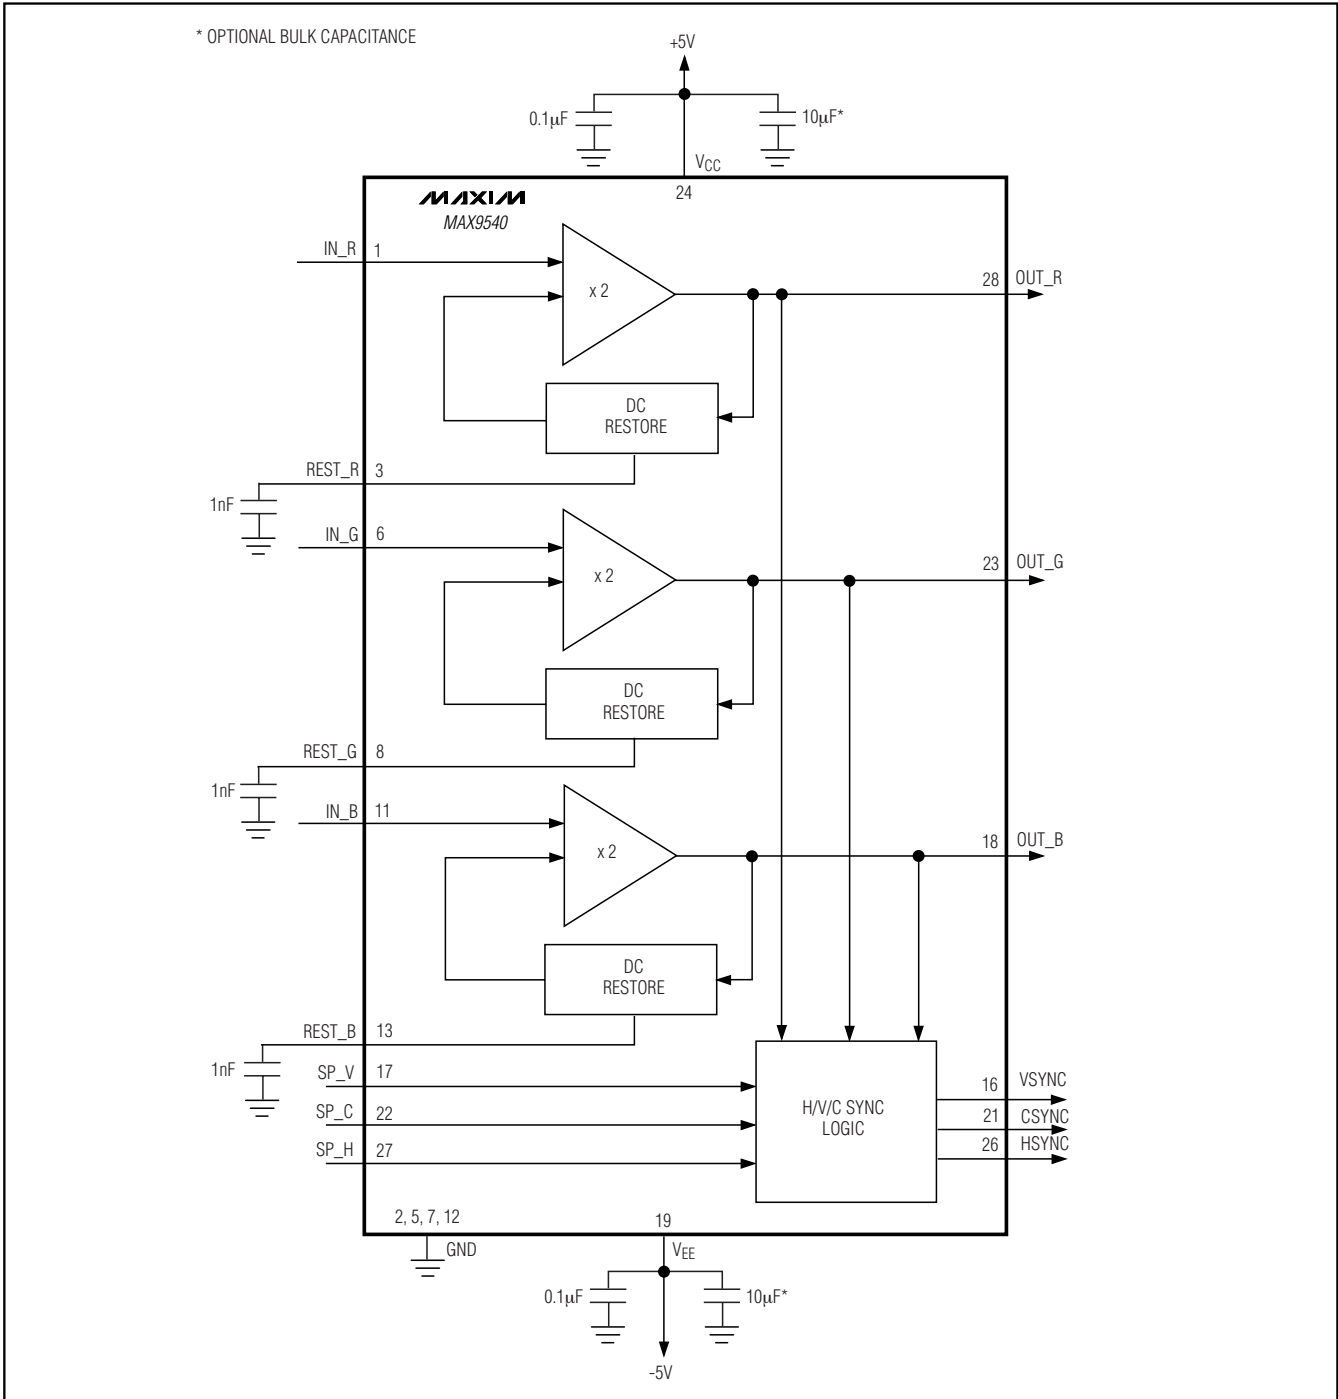 * OPTIONAL BULK CAPACITANCE
+5V
0.1µF
10µF*
VCC
24
MAXIM
MAX9540
IN_R 1
x 2
28 OUT_R
DC
RESTORE
REST_R 3
1nF
IN_G 6
x 2
23 OUT_G
DC
RESTORE
REST_G 8
1nF
IN_B 11
x 2
18 OUT_B
DC
RESTORE
REST_B 13
1nF
SP_V 17
SP_C 22
SP_H 27
H/V/C SYNC
LOGIC
16 VSYNC
21 CSYNC
26 HSYNC
2, 5, 7, 12
GND
19
VEE
0.1µF
10µF*
-5V